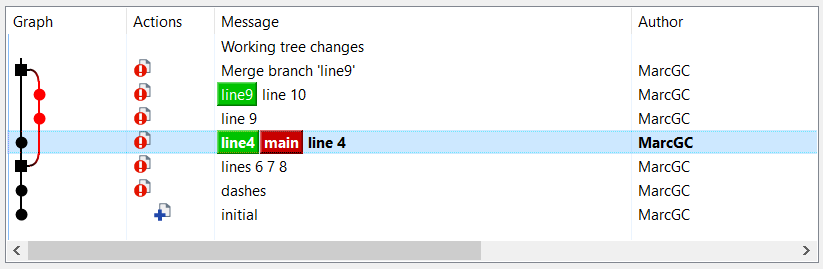 Graph Actions Message Author
Working tree changes
Merge branch 'line9' MarcGC
line9 line 10 MarcGC
line 9 MarcGC
line4 main line 4 MarcGC
lines 6 7 8 MarcGC
dashes MarcGC
initial MarcGC